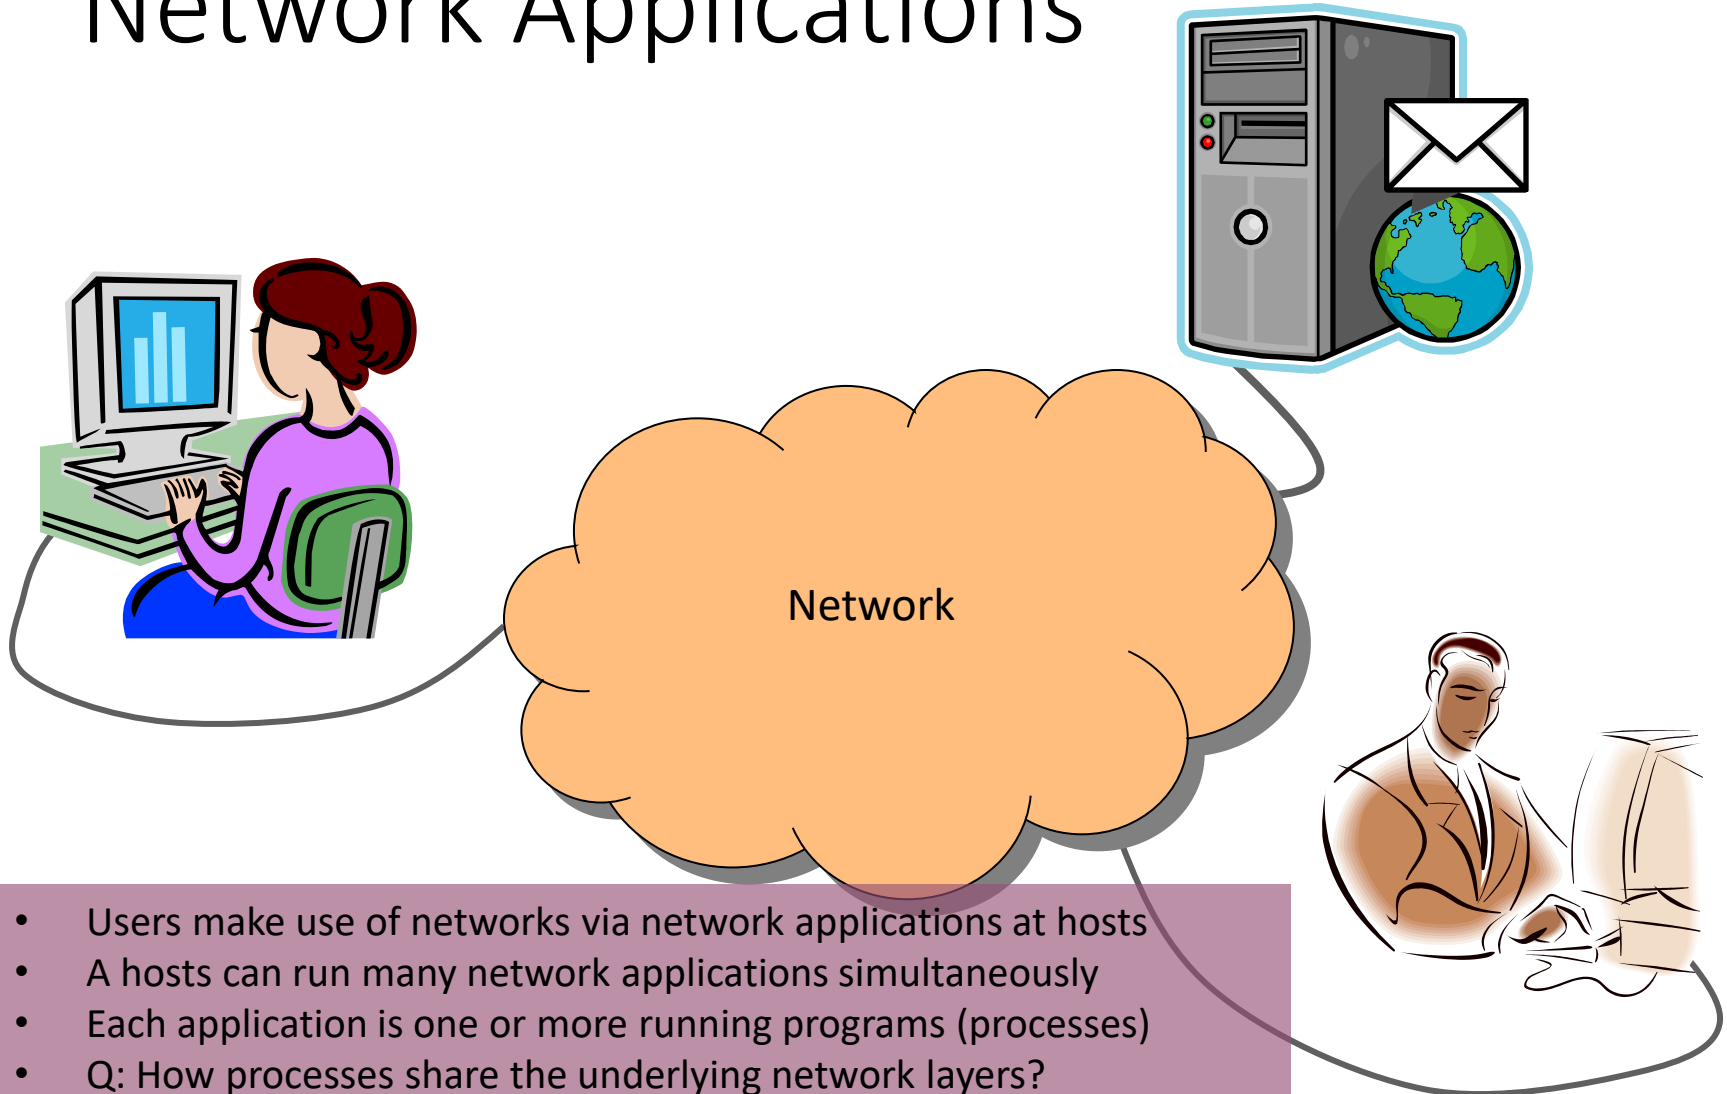 Network Applications
Network
• Users make use of networks via network applications at hosts
• A hosts can run many network applications simultaneously
• Each application is one or more running programs (processes)
• Q: How processes share the underlying network layers?